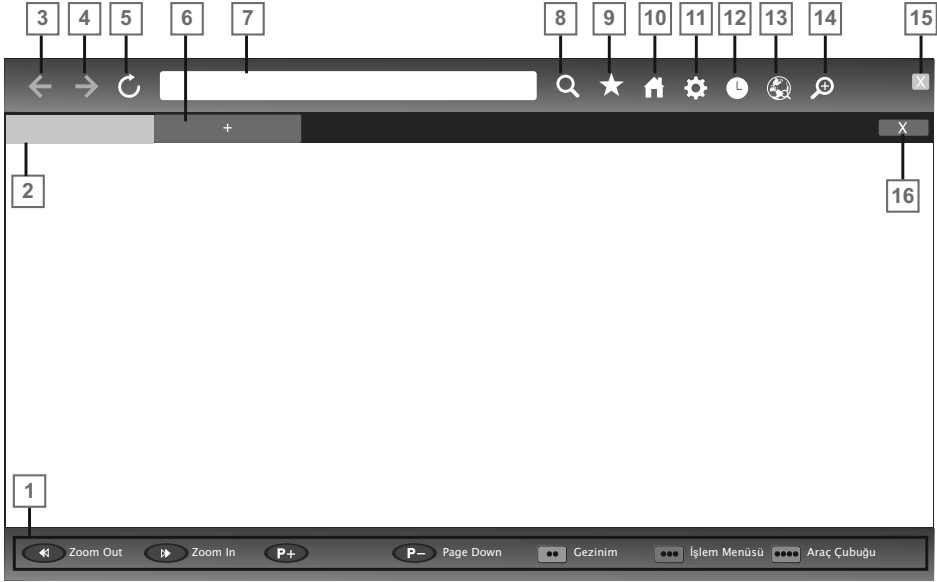 3 4 5 6 7 8 9 10 11 12 13 14 15
X
+ X
2 16
1
Zoom Out Zoom In P+ P– Page Down Gezinim İşlem Menüsü Araç Çubuğu